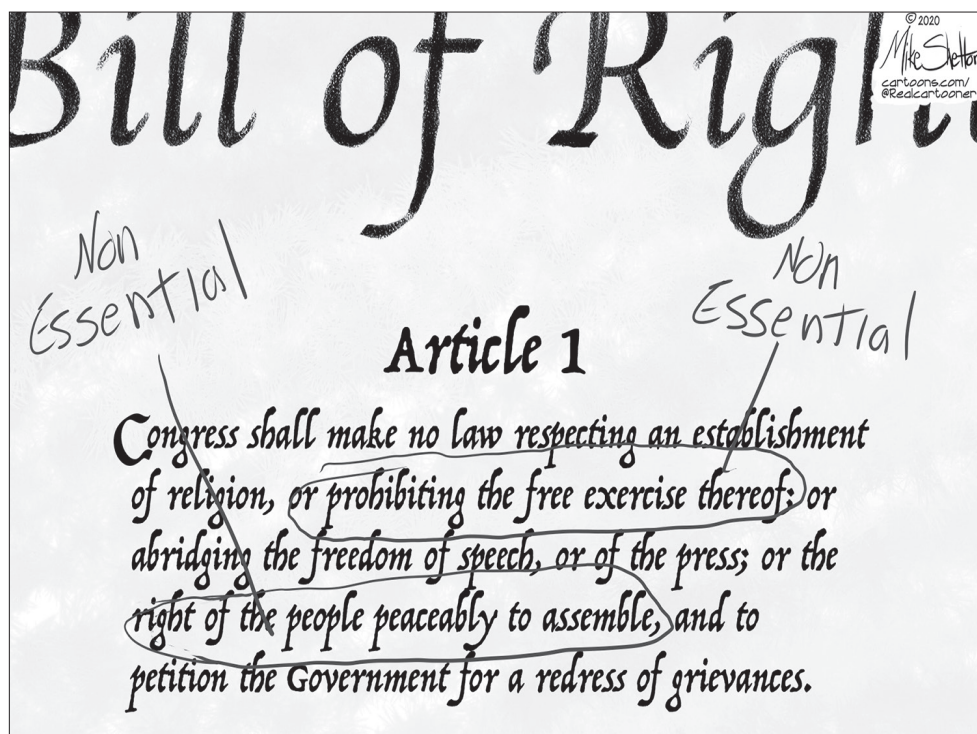 Bill of Right
© 2020
Mike Shelton
cartoons.com/
@Realcartooner
Non
Essential
Non
Essential
Article 1
Congress shall make no law respecting an establishment
of religion, or prohibiting the free exercise thereof; or
abridging the freedom of speech, or of the press; or the
right of the people peaceably to assemble, and to
petition the Government for a redress of grievances.